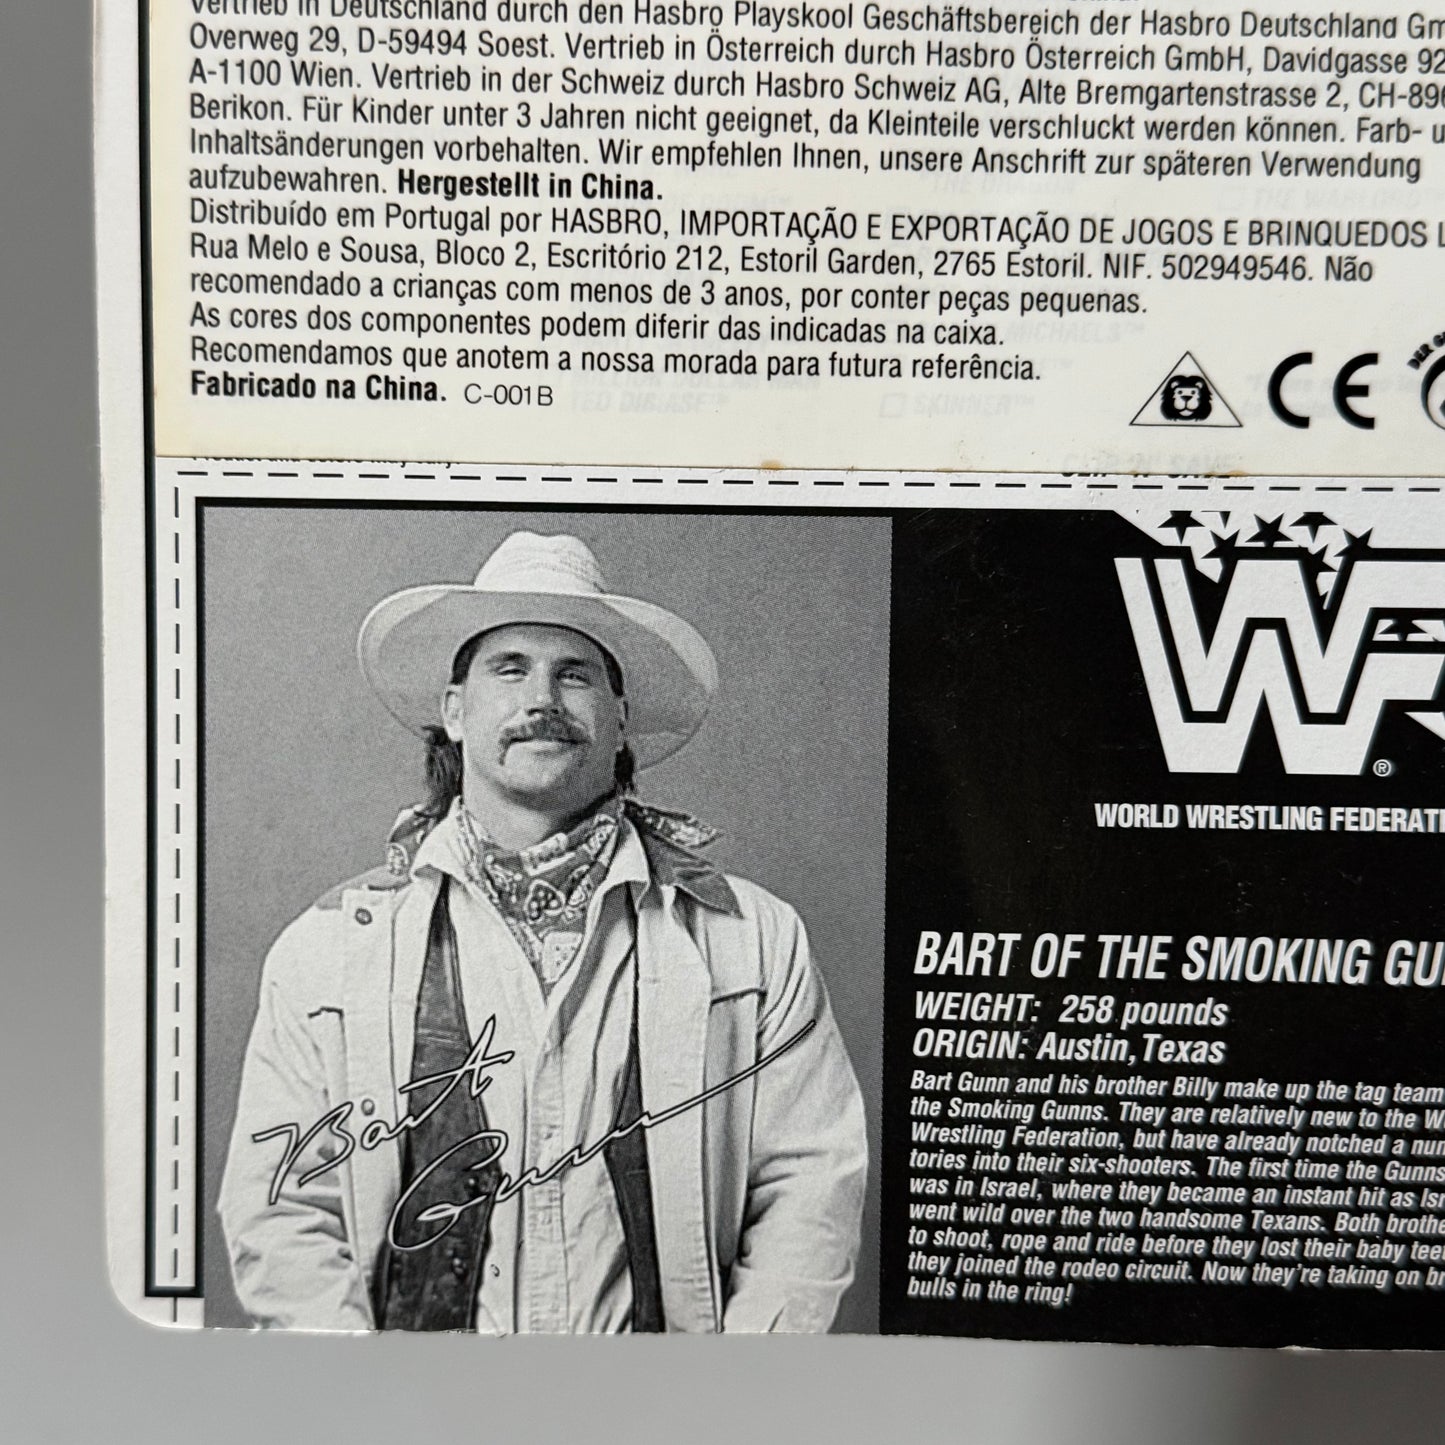 Vertrieb in Deutschland durch den Hasbro Playskool Geschäftsbereich der Hasbro Deutschland
Overweg 29, D-59494 Soest. Vertrieb in Österreich durch Hasbro Österreich GmbH, Davidgasse 92
A-1100 Wien. Vertrieb in der Schweiz durch Hasbro Schweiz AG, Alte Bremgartenstrasse 2,
Berikon. Für Kinder unter 3 Jahren nicht geeignet, da Kleinteile verschluckt werden können. Farb-
Inhaltsänderungen vorbehalten. Wir empfehlen Ihnen, unsere Anschrift zur späteren Verwendung
aufzubewahren. Hergestellt in China.
Distribuído em Portugal por HASBRO, IMPORTAÇÃO E EXPORTAÇÃO DE JOGOS E BRINQUEDOS
Rua Melo e Sousa, Bloco 2, Escritório 212, Estoril Garden, 2765 Estoril. NIF. 502949546. Não
recomendado a crianças com menos de 3 anos, por conter peças pequenas.
As cores dos componentes podem diferir das indicadas na caixa.
Recomendamos que anotem a nossa morada para futura referência.
Fabricado na China. C-001B
CE
TED DIBIASE™
SKINNER™
CLIP 'N' SAVE
Bart Gunn
W
®
WORLD WRESTLING
BART OF THE SMOKING
WEIGHT: 258 pounds
ORIGIN: Austin, Texas
Bart Gunn and his brother Billy make up the tag team
the Smoking Gunns. They are relatively new to the
Wrestling Federation, but have already notched a
tories into their six-shooters. The first time the Gunns
was in Israel, where they became an instant hit as
went wild over the two handsome Texans. Both
to shoot, rope and ride before they lost their baby
they joined the rodeo circuit. Now they're taking on
bulls in the ring!